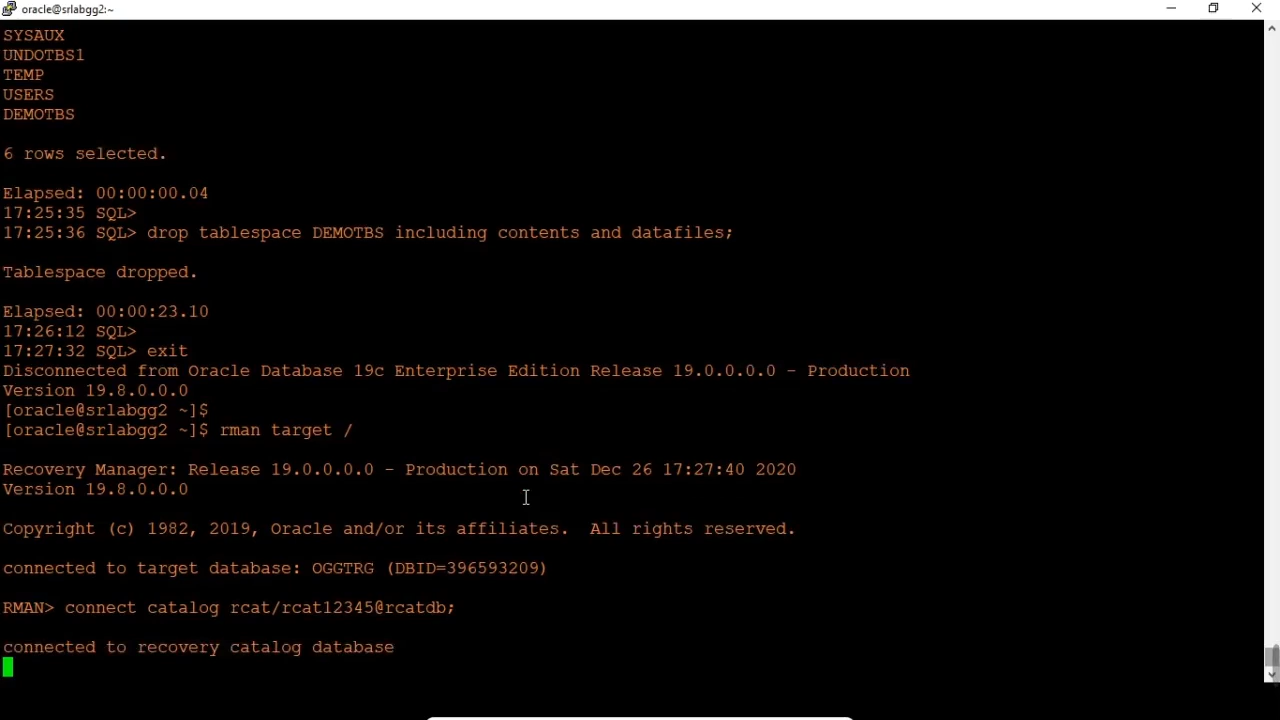 oracle@srlabgg2:~
SYSAUX
UNDOTBS1
TEMP
USERS
DEMOTBS
6 rows selected.
Elapsed: 00:00:00.04
17:25:35 SQL>
17:25:36 SQL> drop tablespace DEMOTBS including contents and datafiles;
Tablespace dropped.
Elapsed: 00:00:23.10
17:26:12 SQL>
17:27:32 SQL> exit
Disconnected from Oracle Database 19c Enterprise Edition Release 19.0.0.0.0 - Production
Version 19.8.0.0.0
[oracle@srlabgg2 ~]$
[oracle@srlabgg2 ~]$ rman target /
Recovery Manager: Release 19.0.0.0.0 - Production on Sat Dec 26 17:27:40 2020
Version 19.8.0.0.0
Copyright (c) 1982, 2019, Oracle and/or its affiliates.  All rights reserved.
connected to target database: OGGTRG (DBID=396593209)
RMAN> connect catalog rcat/rcat12345@rcatdb;
connected to recovery catalog database